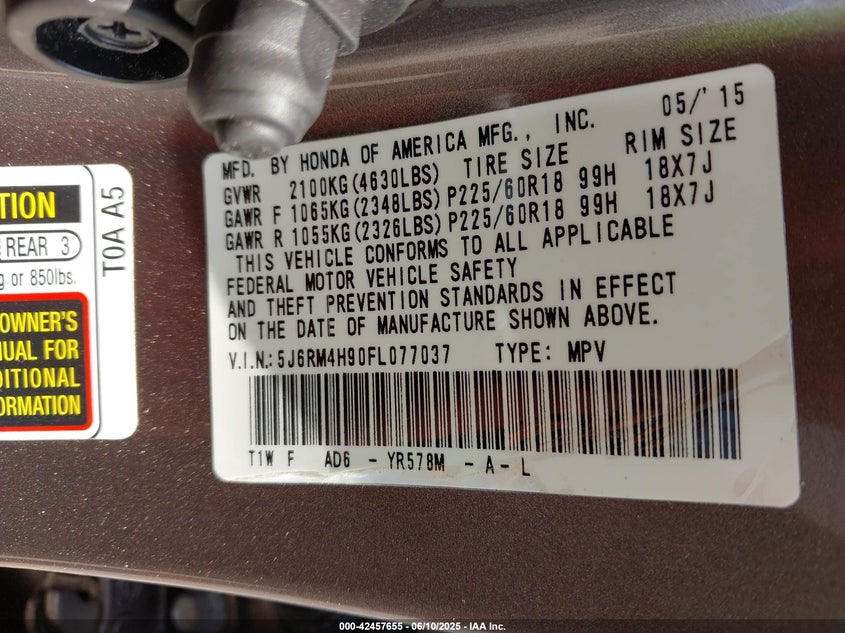 TION
REAR 3
g or 850lbs.
OWNER'S
UAL FOR
DITIONAL
ORMATION
T0A A5
05/'15
MFD. BY HONDA OF AMERICA MFG., INC.
GVWR 2100KG(4630LBS) TIRE SIZE RIM SIZE
GAWR F 1065KG(2348LBS) P225/60R18 99H 18X7J
GAWR R 1055KG(2326LBS) P225/60R18 99H 18X7J
THIS VEHICLE CONFORMS TO ALL APPLICABLE
FEDERAL MOTOR VEHICLE SAFETY
AND THEFT PREVENTION STANDARDS IN EFFECT
ON THE DATE OF MANUFACTURE SHOWN ABOVE.
V.I.N.: 5J6RM4H90FL077037 TYPE: MPV
T1W F AD6 - YR578M - A - L
000-42457655 - 06/10/2025 - IAA Inc.